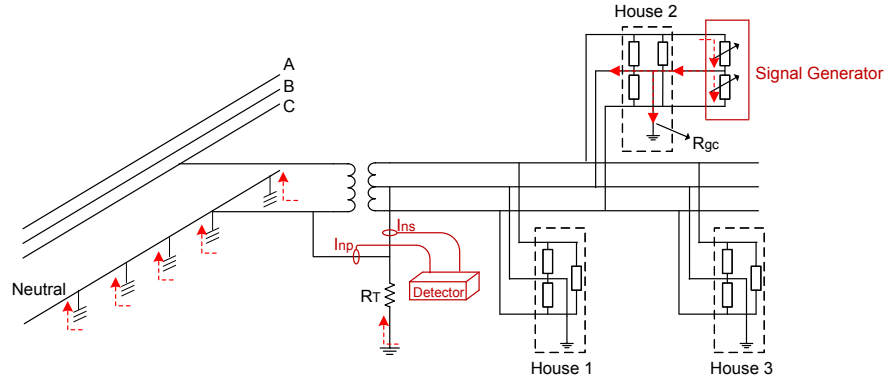 House 2
A
B
C
Signal Generator
Rgc
Ins
Inp
Neutral
RT
Detector
House 1
House 3